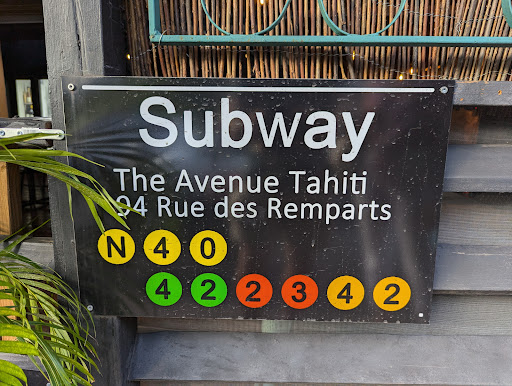 Subway
The Avenue Tahiti
94 Rue des Remparts
N 4 0
4 2 2 3 4 2